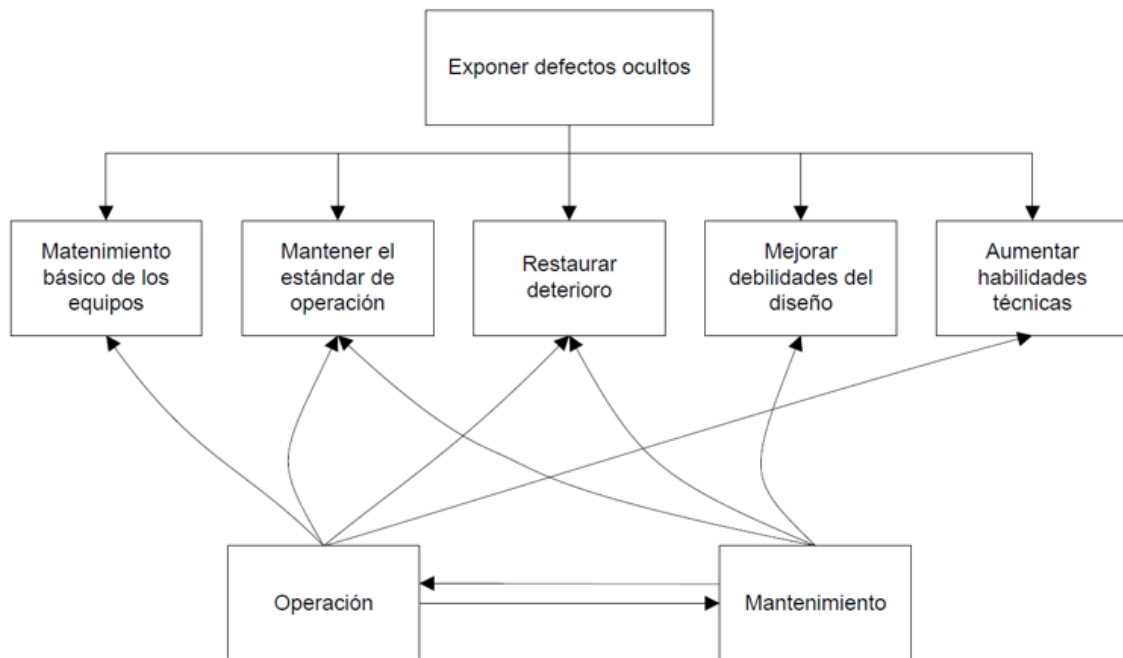 Exponer defectos ocultos
Matenimiento
básico de los
equipos
Mantener el
estándar de
operación
Restaurar
deterioro
Mejorar
debilidades del
diseño
Aumentar
habilidades
técnicas
Operación
Mantenimiento